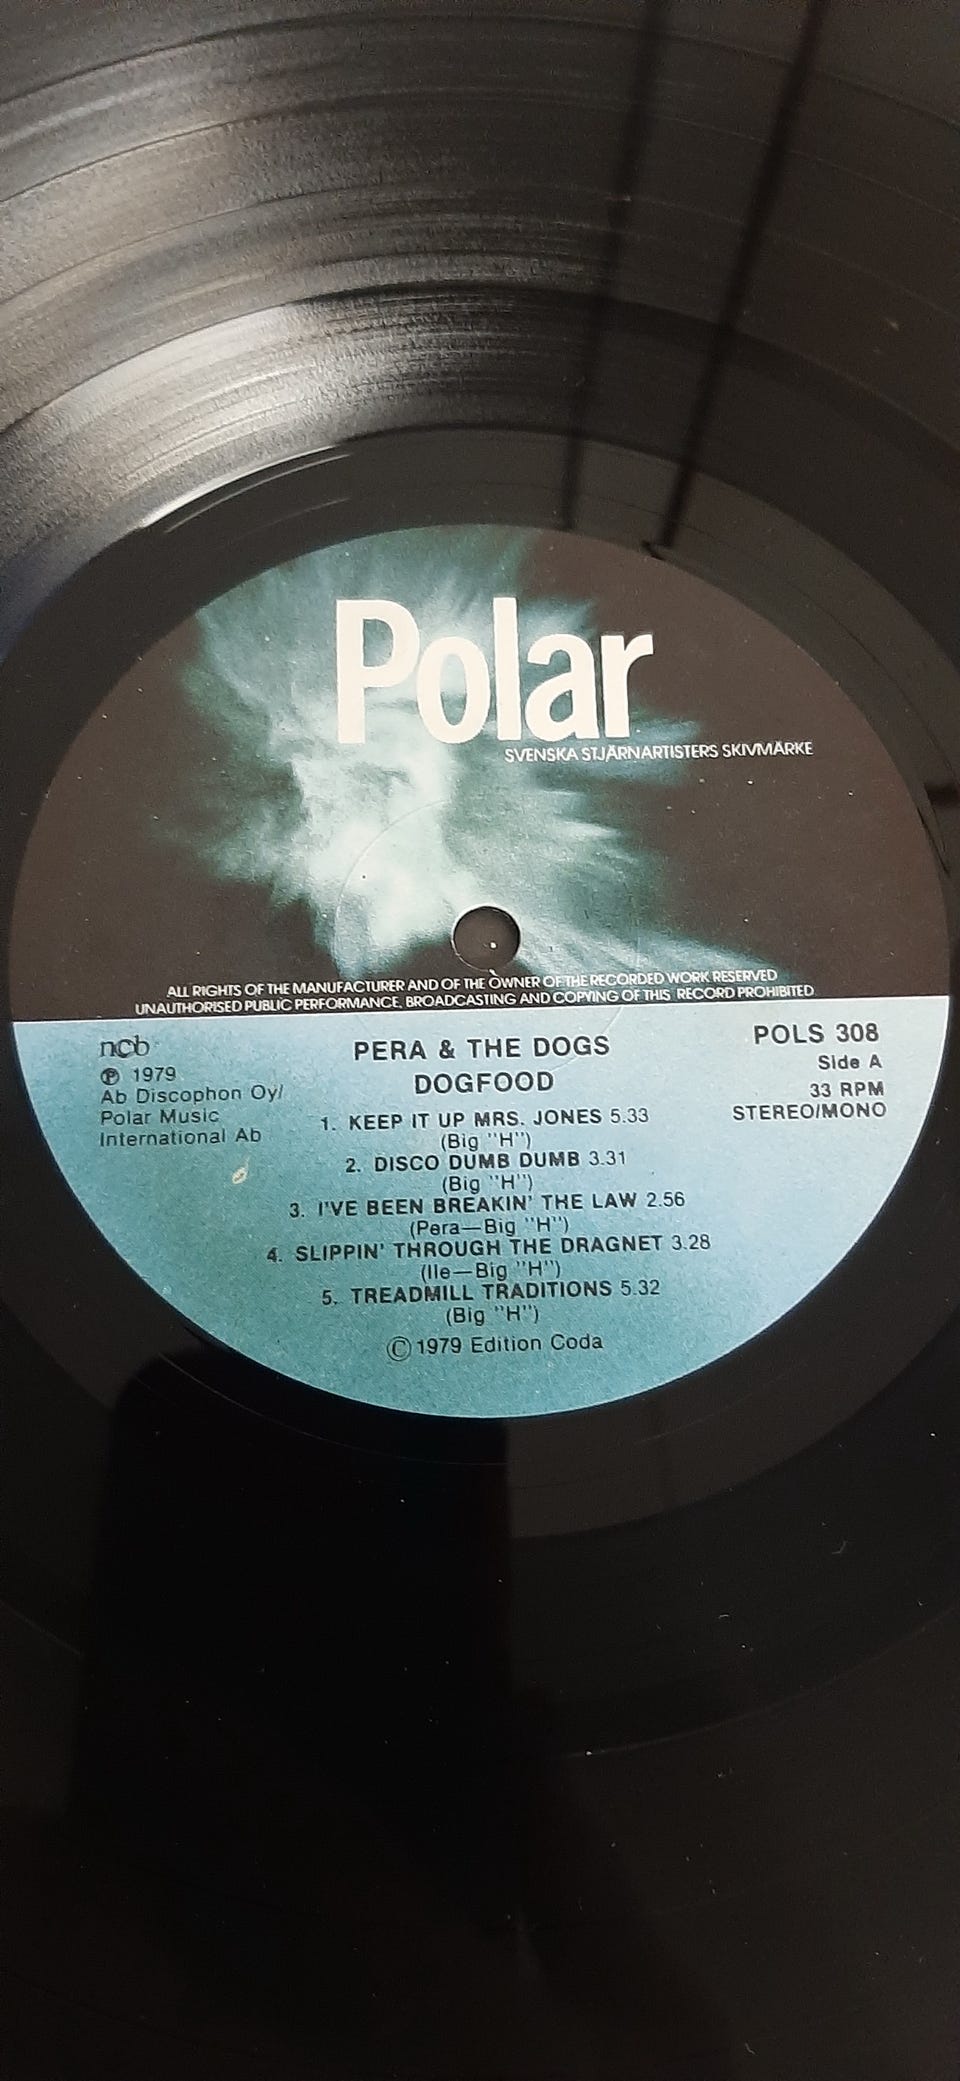 Polar
SVENSKA STJÄRNARTISTERS SKIVMÄRKE
ALL RIGHTS OF THE MANUFACTURER AND OF THE OWNER OF THE RECORDED WORK RESERVED
UNAUTHORISED PUBLIC PERFORMANCE, BROADCASTING AND COPYING OF THIS RECORD PROHIBITED
ncb
Ⓟ 1979
Ab Discophon Oy/
Polar Music
International Ab
POLS 308
Side A
33 RPM
STEREO/MONO
PERA & THE DOGS
DOGFOOD
1. KEEP IT UP MRS. JONES 5.33
(Big "H")
2. DISCO DUMB DUMB 3.31
(Big "H")
3. I'VE BEEN BREAKIN' THE LAW 2.56
(Pera—Big "H")
4. SLIPPIN' THROUGH THE DRAGNET 3.28
(Ile—Big "H")
5. TREADMILL TRADITIONS 5.32
(Big "H")
© 1979 Edition Coda